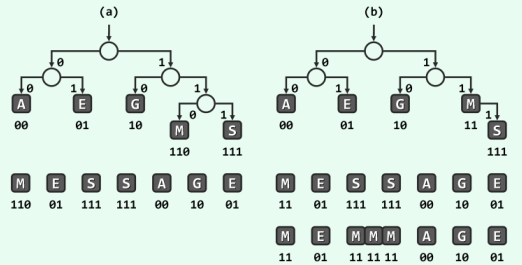 (a) (b)
0 1 0 1
0 1 0 1 0 1 0 1
A E G A E G M
00 01 10 0 1 00 01 10 11 1
M S S
110 111 111
M E S S A G E M E S S A G E
110 01 111 111 00 10 01 11 01 111 111 00 10 01
M E M M M A G E
11 01 11 11 11 00 10 01